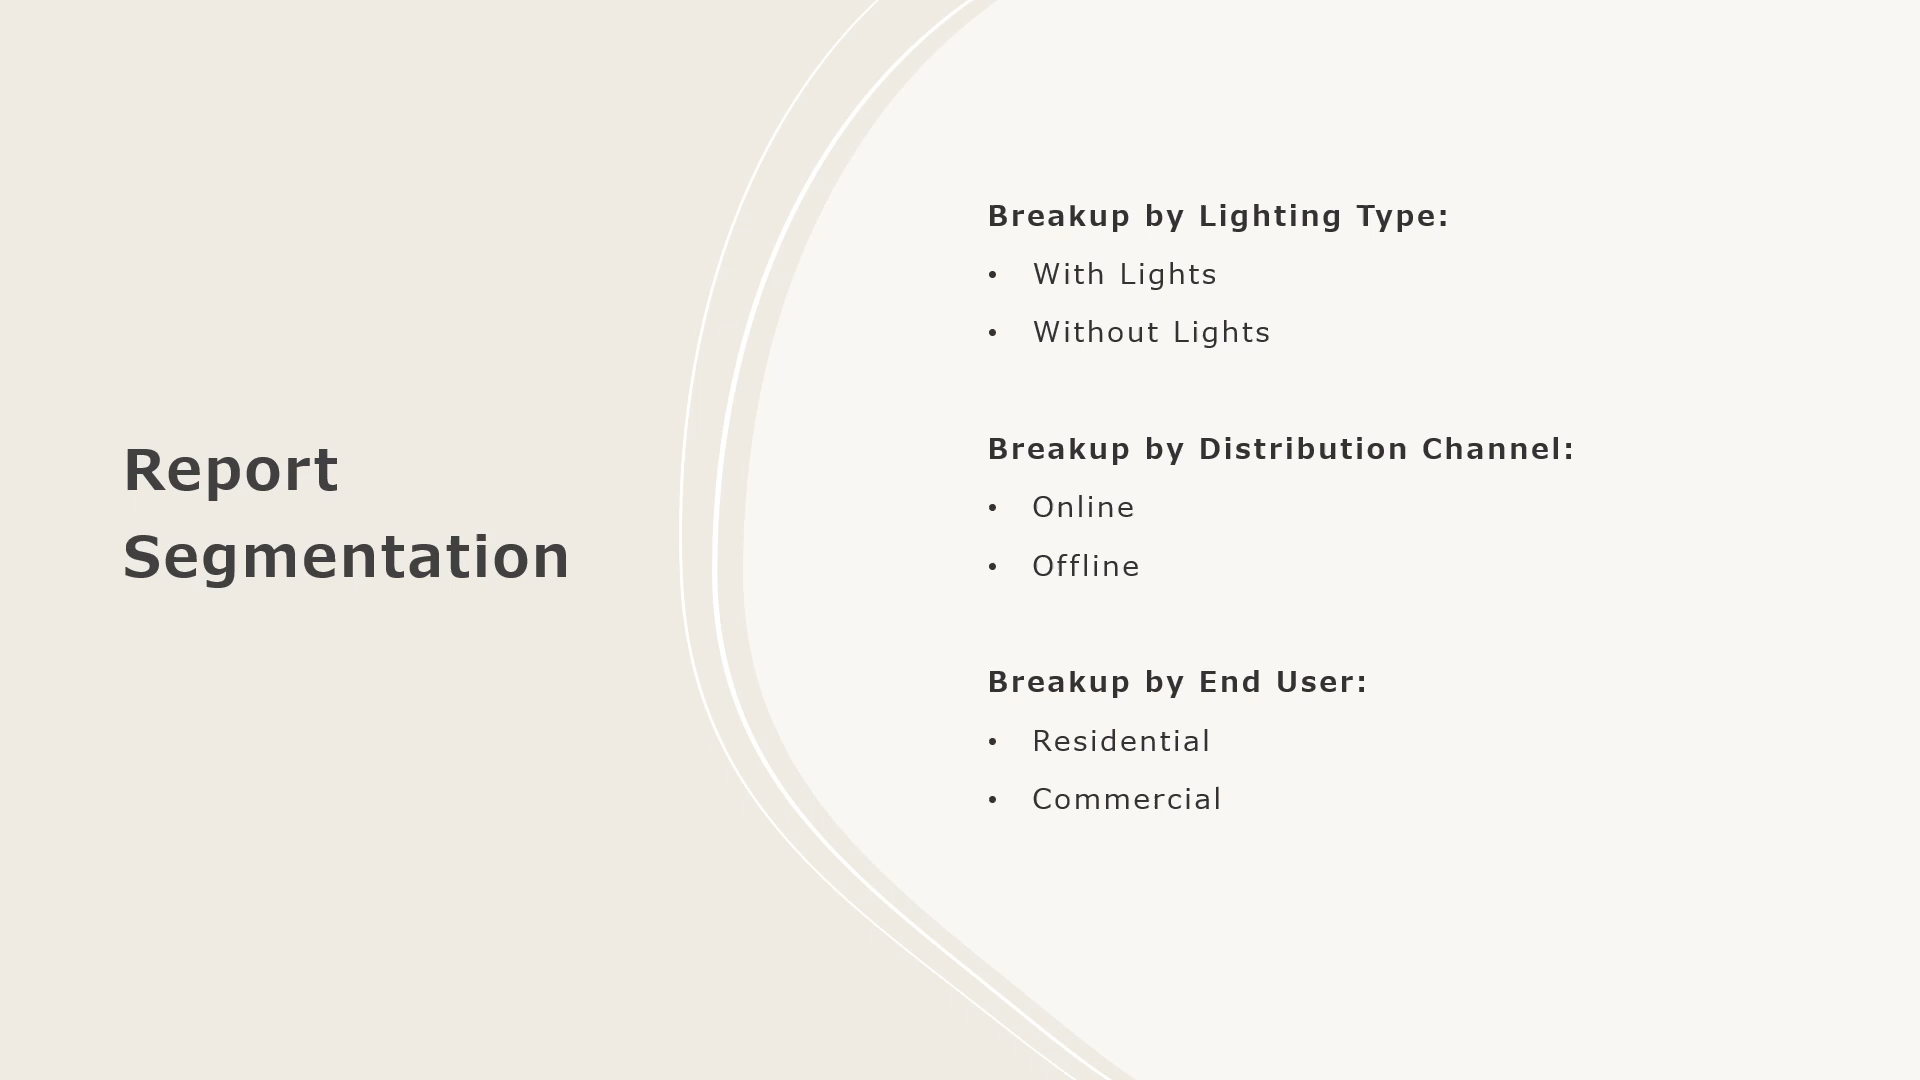 Report
Segmentation
Breakup by Lighting Type:
• With Lights
• Without Lights
Breakup by Distribution Channel:
• Online
• Offline
Breakup by End User:
• Residential
• Commercial